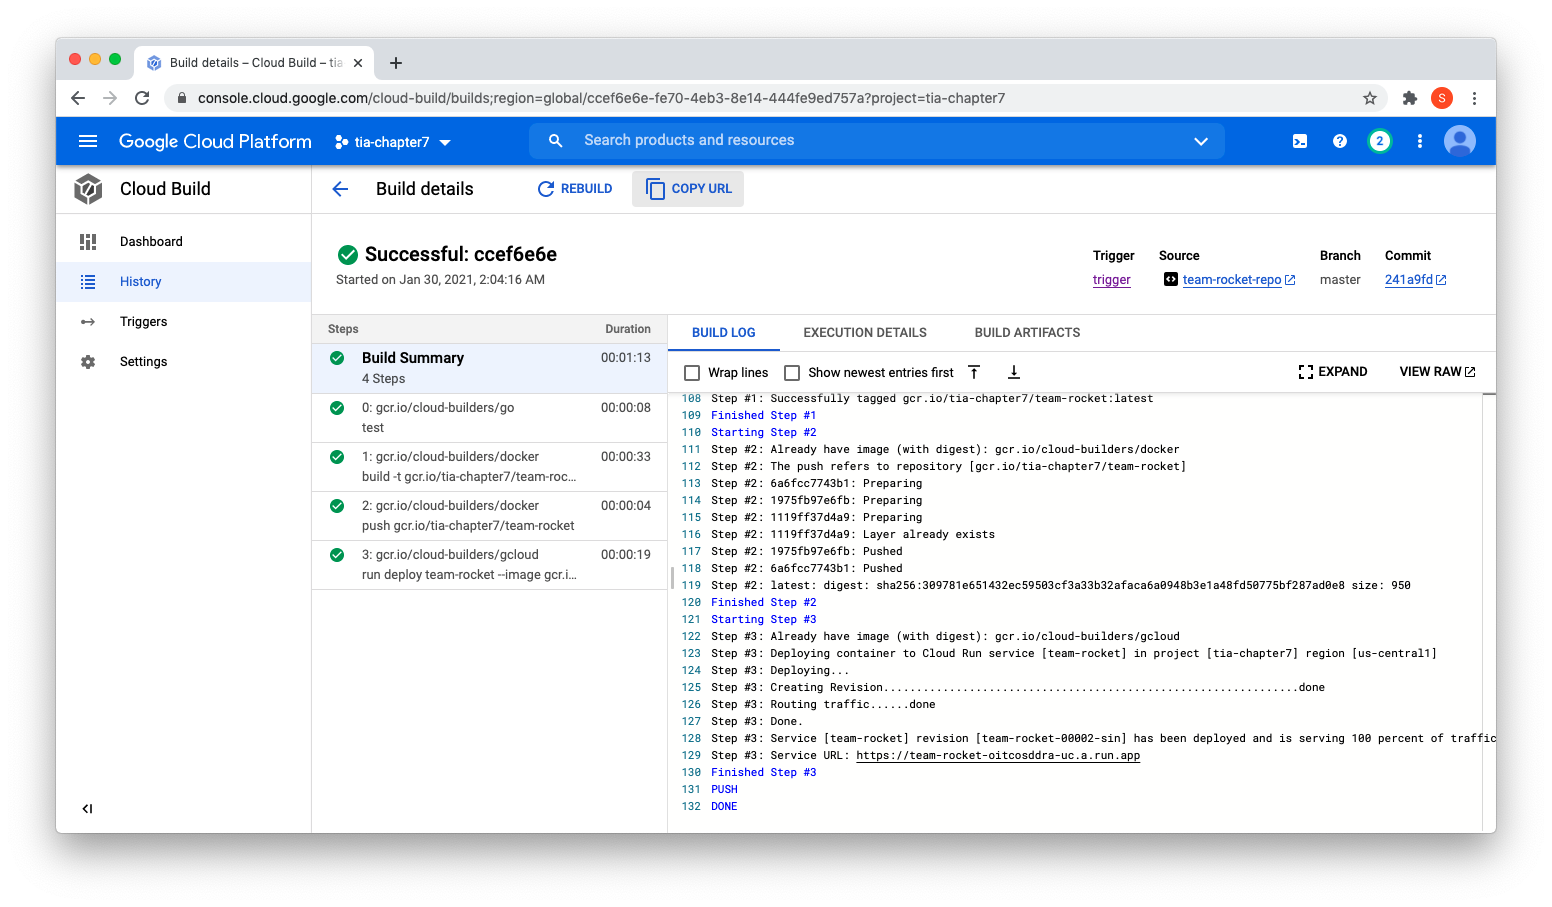 Build details – Cloud Build – tia
console.cloud.google.com/cloud-build/builds;region=global/ccef6e6e-fe70-4eb3-8e14-444fe9ed757a?project=tia-chapter7
S
Google Cloud Platform
tia-chapter7
Search products and resources
2
Cloud Build
Build details
REBUILD
COPY URL
Dashboard
History
Triggers
Settings
Successful: ccef6e6e
Started on Jan 30, 2021, 2:04:16 AM
Trigger Source Branch Commit
trigger team-rocket-repo master 241a9fd
Steps Duration
Build Summary 00:01:13
4 Steps
0: gcr.io/cloud-builders/go 00:00:08
test
1: gcr.io/cloud-builders/docker 00:00:33
build -t gcr.io/tia-chapter7/team-roc...
2: gcr.io/cloud-builders/docker 00:00:04
push gcr.io/tia-chapter7/team-rocket
3: gcr.io/cloud-builders/gcloud 00:00:19
run deploy team-rocket --image gcr.i...
BUILD LOG EXECUTION DETAILS BUILD ARTIFACTS
Wrap lines Show newest entries first EXPAND VIEW RAW
108 Step #1: Successfully tagged gcr.io/tia-chapter7/team-rocket:latest
109 Finished Step #1
110 Starting Step #2
111 Step #2: Already have image (with digest): gcr.io/cloud-builders/docker
112 Step #2: The push refers to repository [gcr.io/tia-chapter7/team-rocket]
113 Step #2: 6a6fcc7743b1: Preparing
114 Step #2: 1975fb97e6fb: Preparing
115 Step #2: 1119ff37d4a9: Preparing
116 Step #2: 1119ff37d4a9: Layer already exists
117 Step #2: 1975fb97e6fb: Pushed
118 Step #2: 6a6fcc7743b1: Pushed
119 Step #2: latest: digest: sha256:309781e651432ec59503cf3a33b32afaca6a0948b3e1a48fd50775bf287ad0e8 size: 950
120 Finished Step #2
121 Starting Step #3
122 Step #3: Already have image (with digest): gcr.io/cloud-builders/gcloud
123 Step #3: Deploying container to Cloud Run service [team-rocket] in project [tia-chapter7] region [us-central1]
124 Step #3: Deploying...
125 Step #3: Creating Revision...............................................................done
126 Step #3: Routing traffic......done
127 Step #3: Done.
128 Step #3: Service [team-rocket] revision [team-rocket-00002-sin] has been deployed and is serving 100 percent of traffic
129 Step #3: Service URL: https://team-rocket-oitcosddra-uc.a.run.app
130 Finished Step #3
131 PUSH
132 DONE